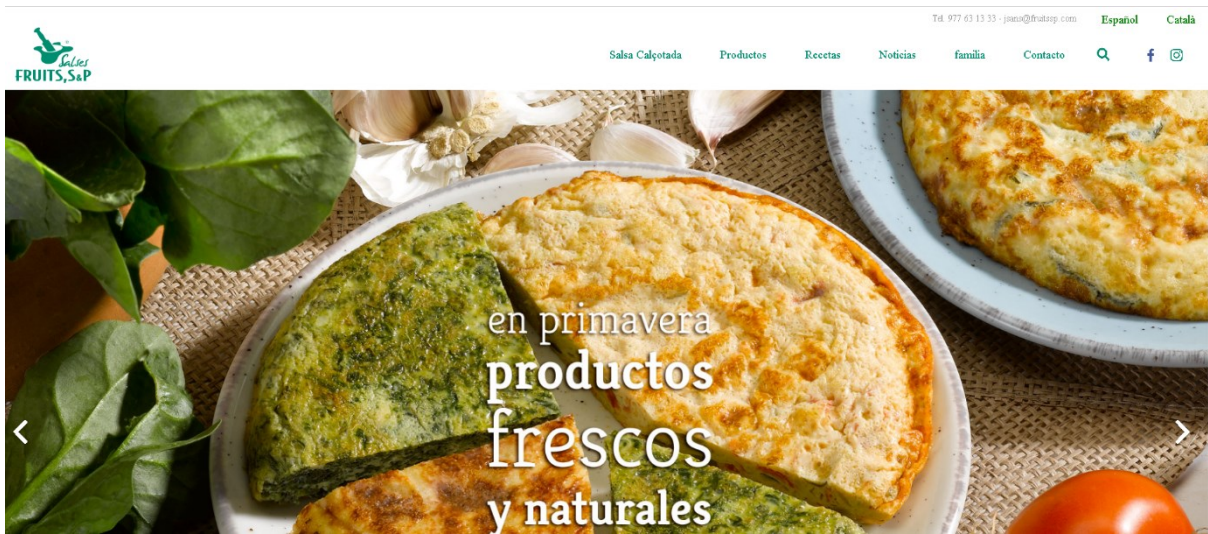 Tel. 977 63 13 33 - jsans@fruitssp.com Español Català
Salses
FRUITS,S&P
Salsa Calçotada Productos Recetas Noticias familia Contacto
en primavera
productos
frescos
y naturales